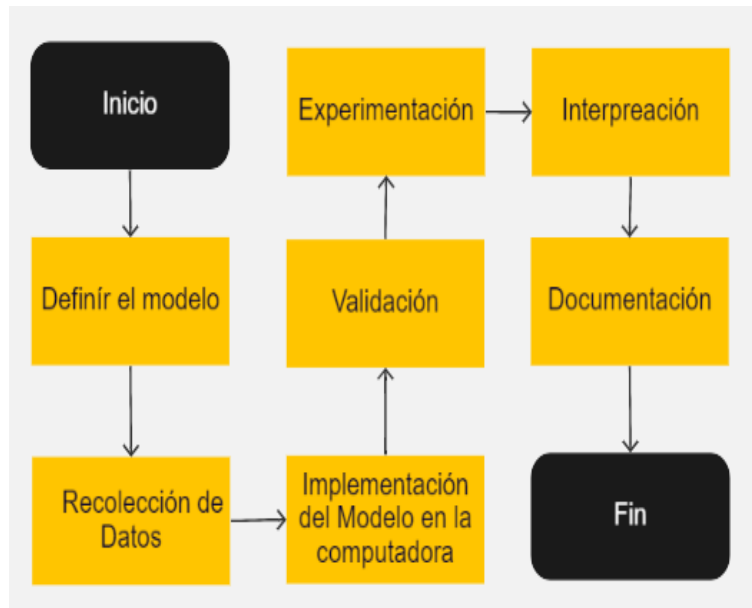 Inicio
Definír el modelo
Recolección de
Datos
Implementación
del Modelo en la
computadora
Validación
Experimentación
Interpreación
Documentación
Fin